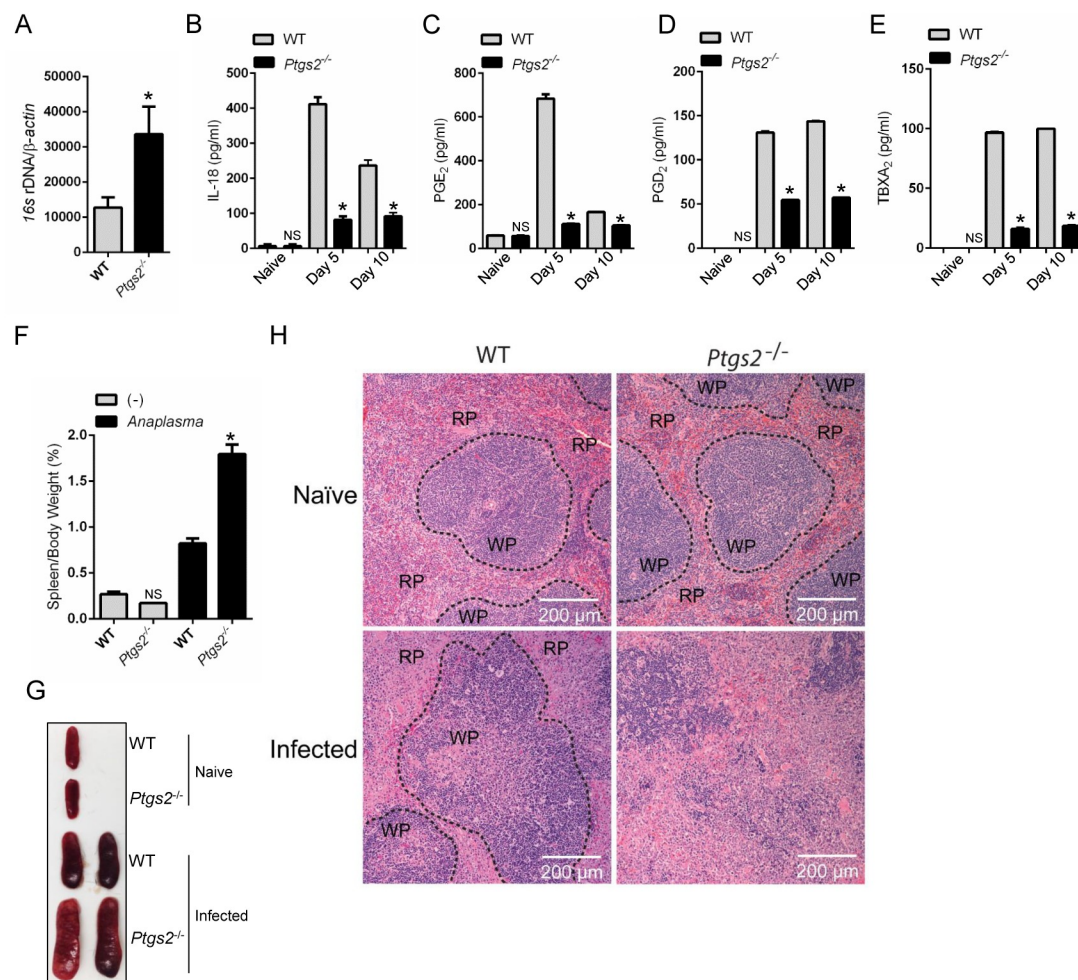 A
16s rDNA/β-actin
50000
40000
30000
20000
10000
0
*
WT
Ptgs2-/-
B
WT
Ptgs2-/-
IL-18 (pg/ml)
500
400
300
200
100
0
NS
*
*
Naive
Day 5
Day 10
C
WT
Ptgs2-/-
PGE2 (pg/ml)
800
600
400
200
0
NS
*
*
Naive
Day 5
Day 10
D
WT
Ptgs2-/-
PGD2 (pg/ml)
200
150
100
50
0
NS
*
*
Naive
Day 5
Day 10
E
WT
Ptgs2-/-
TBXA2 (pg/ml)
150
100
50
0
NS
*
*
Naive
Day 5
Day 10
F
(-)
Anaplasma
Spleen/Body Weight (%)
2.0
1.5
1.0
0.5
0.0
NS
*
WT
Ptgs2-/-
WT
Ptgs2-/-
G
WT
Ptgs2-/-
Naive
WT
Ptgs2-/-
Infected
H
WT
Ptgs2-/-
Naïve
RP
RP
WP
RP
WP
200 µm
WP
WP
RP
RP
WP
WP
WP
RP
200 µm
Infected
RP
RP
WP
WP
200 µm
200 µm